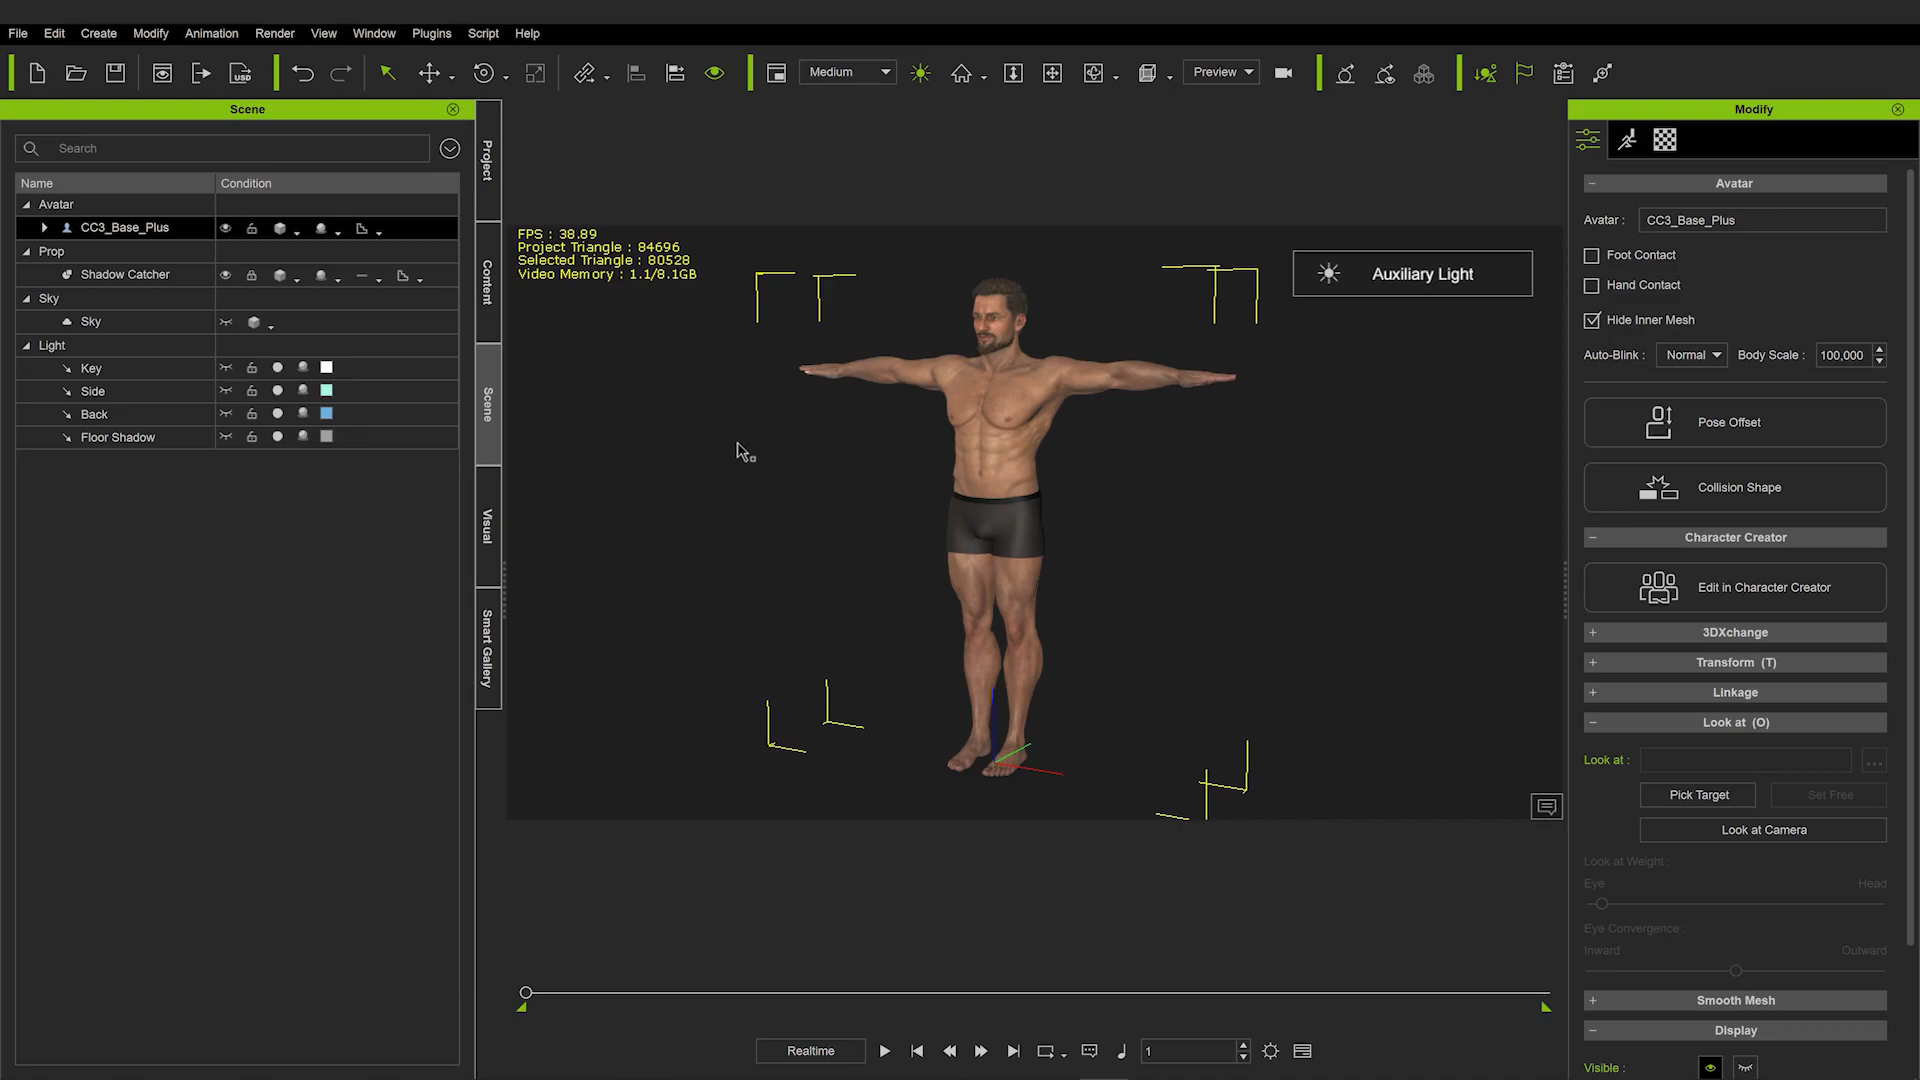 File Edit Create Modify Animation Render View Window Plugins Script Help
USD Medium Preview
Scene
Modify
Search
Name Condition
Avatar
CC3_Base_Plus
Prop
Shadow Catcher
Sky
Sky
Light
Key
Side
Back
Floor Shadow
Project
Content
Scene
Visual
Smart Gallery
FPS : 38.89
Project Triangle : 84696
Selected Triangle : 80528
Video Memory : 1.1/8.1GB
Auxiliary Light
Realtime
1
Avatar
Avatar : CC3_Base_Plus
Foot Contact
Hand Contact
Hide Inner Mesh
Auto-Blink : Normal Body Scale : 100,000
Pose Offset
Collision Shape
Character Creator
Edit in Character Creator
3DXchange
Transform (T)
Linkage
Look at (O)
Look at : ...
Pick Target Set Free
Look at Camera
Look at Weight :
Eye Head
Eye Convergence :
Inward Outward
Smooth Mesh
Display
Visible :